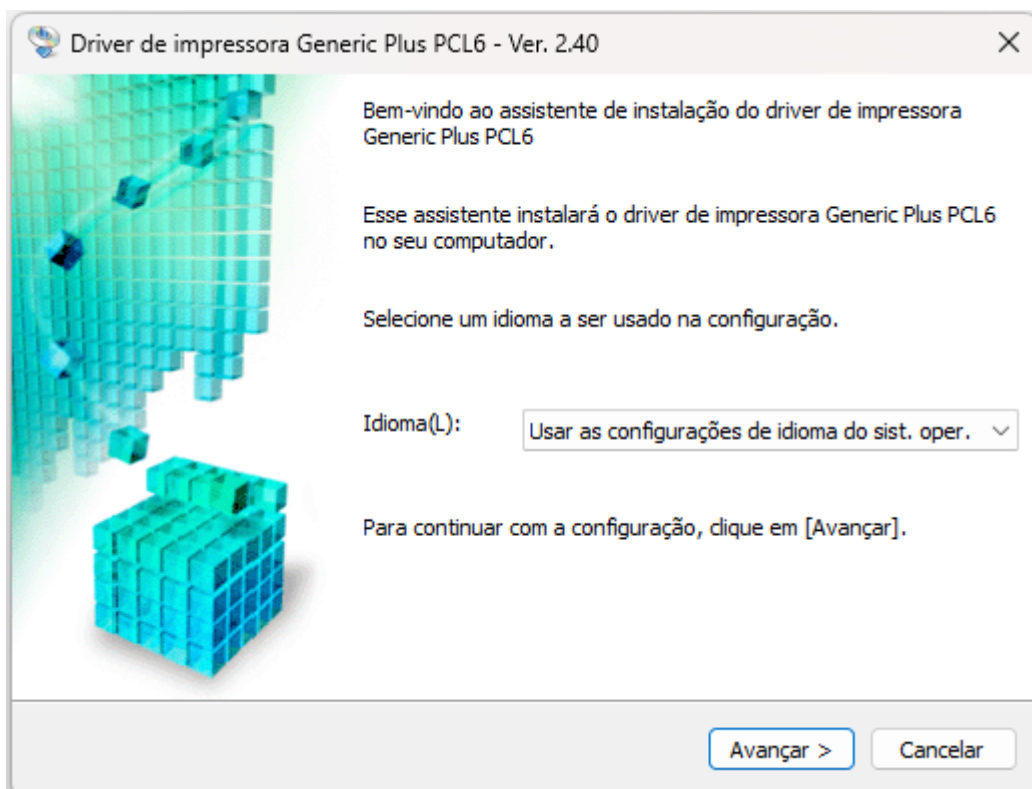 Driver de impressora Generic Plus PCL6 - Ver. 2.40
Bem-vindo ao assistente de instalação do driver de impressora
Generic Plus PCL6
Esse assistente instalará o driver de impressora Generic Plus PCL6
no seu computador.
Selecione um idioma a ser usado na configuração.
Idioma(L):
Usar as configurações de idioma do sist. oper.
Para continuar com a configuração, clique em [Avançar].
Avançar >
Cancelar